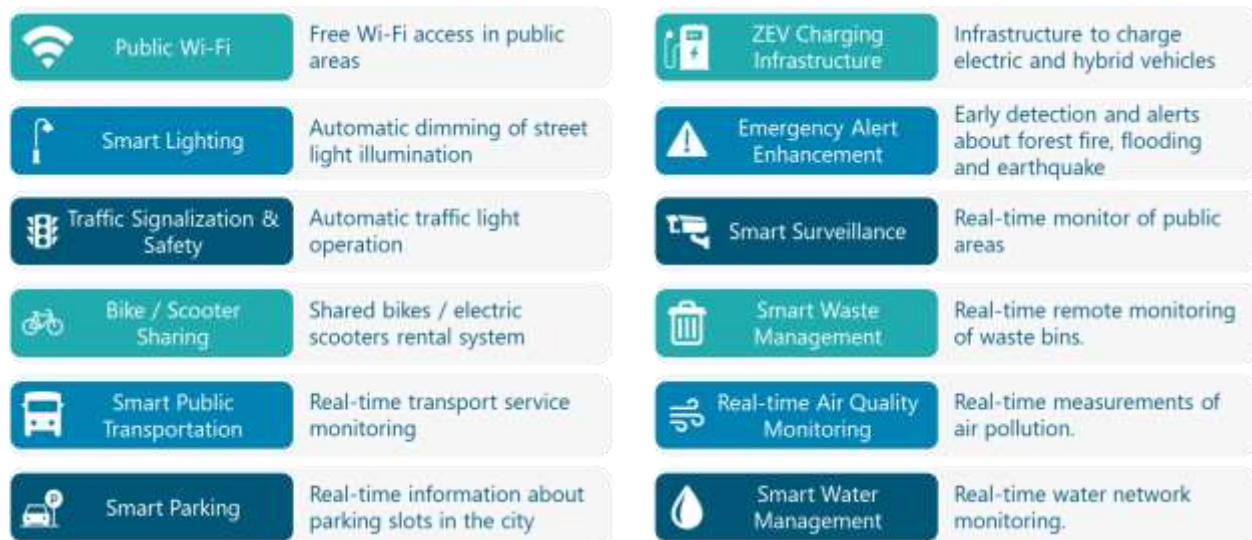 Public Wi-Fi
Free Wi-Fi access in public
areas
Smart Lighting
Automatic dimming of street
light illumination
Traffic Signalization &
Safety
Automatic traffic light
operation
Bike / Scooter
Sharing
Shared bikes / electric
scooters rental system
Smart Public
Transportation
Real-time transport service
monitoring
P
Smart Parking
Real-time information about
parking slots in the city
ZEV Charging
Infrastructure
Infrastructure to charge
electric and hybrid vehicles
Emergency Alert
Enhancement
Early detection and alerts
about forest fire, flooding
and earthquake
Smart Surveillance
Real-time monitor of public
areas
Smart Waste
Management
Real-time remote monitoring
of waste bins.
Real-time Air Quality
Monitoring
Real-time measurements of
air pollution.
Smart Water
Management
Real-time water network
monitoring.